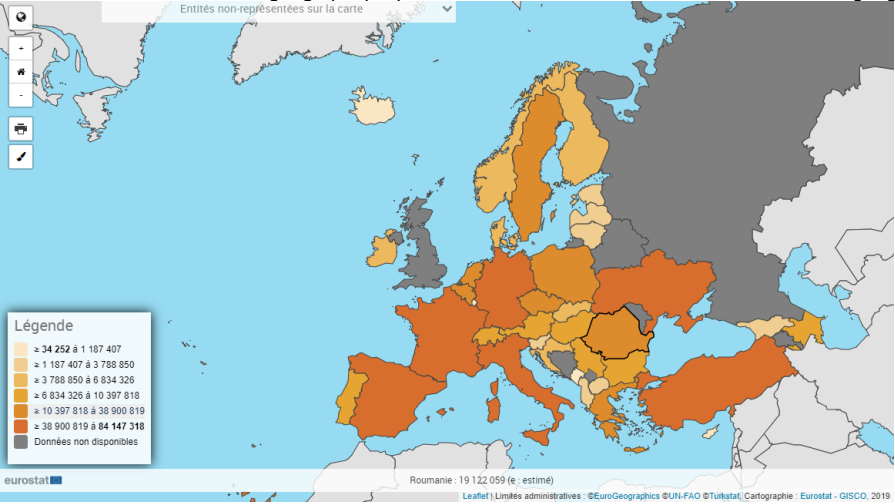 Entités non-représentées sur la carte
+
-
Légende
≥ 34 252 à 1 187 407
≥ 1 187 407 à 3 788 850
≥ 3 788 850 à 6 834 326
≥ 6 834 326 à 10 397 818
≥ 10 397 818 à 38 900 819
≥ 38 900 819 à 84 147 318
Données non disponibles
eurostat
Roumanie : 19 122 059 (e : estimé)
Leaflet | Limites administratives : ©EuroGeographics ©UN-FAO ©Turkstat, Cartographie : Eurostat - GISCO, 2019